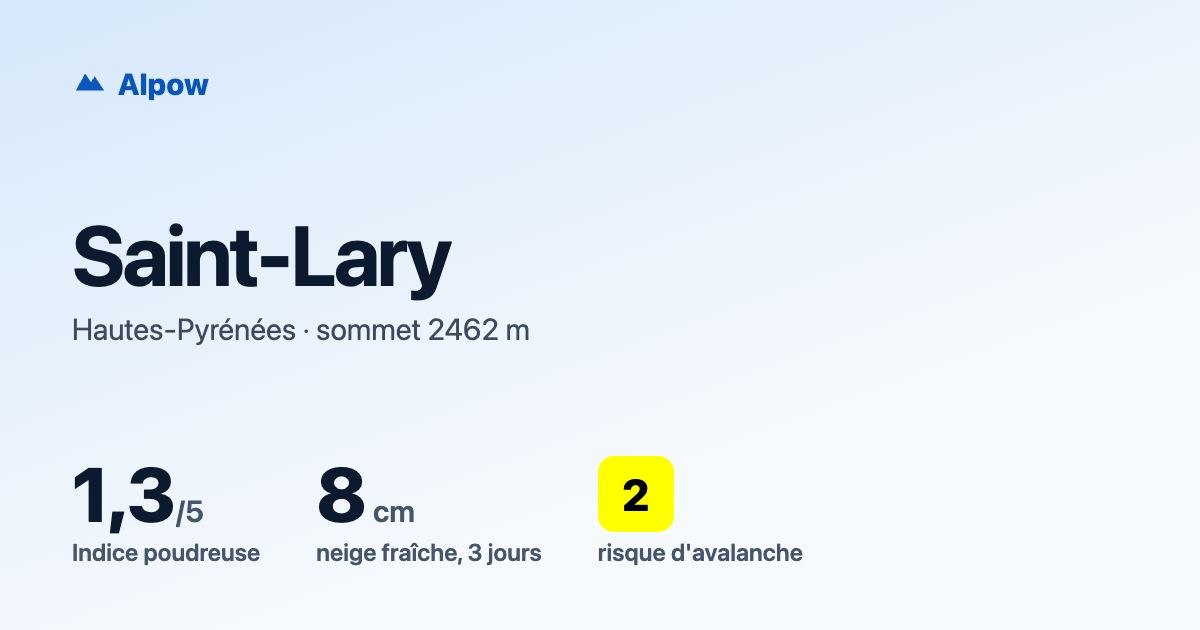 Alpow
Saint-Lary
Hautes-Pyrénées · sommet 2462 m
1,3/5
Indice poudreuse
8 cm
neige fraîche, 3 jours
2
risque d'avalanche